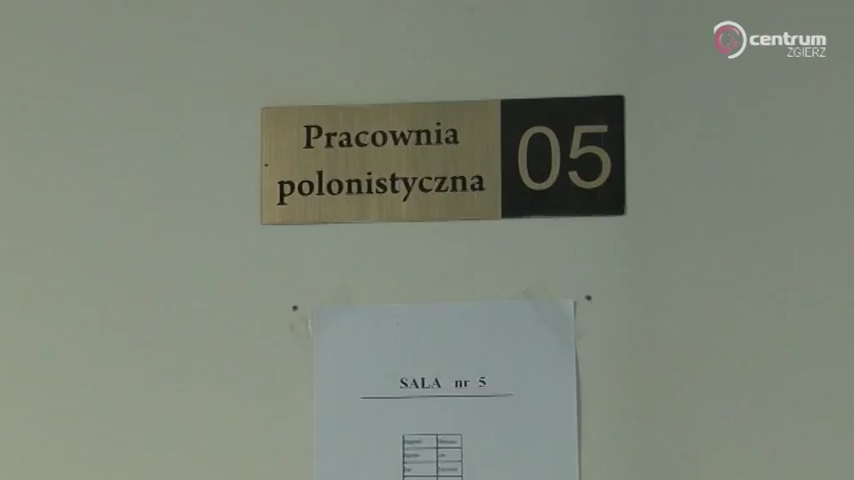 centrum
ZGIERZ
Pracownia
polonistyczna
05
SALA nr 5